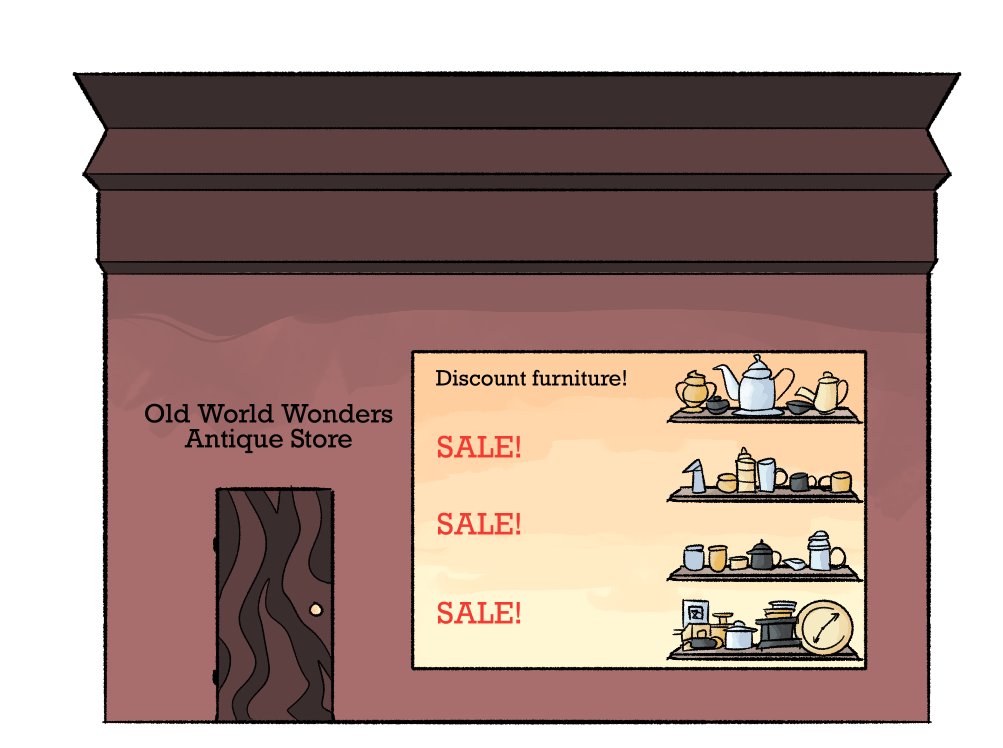 Old World Wonders
Antique Store
Discount furniture!
SALE!
SALE!
SALE!